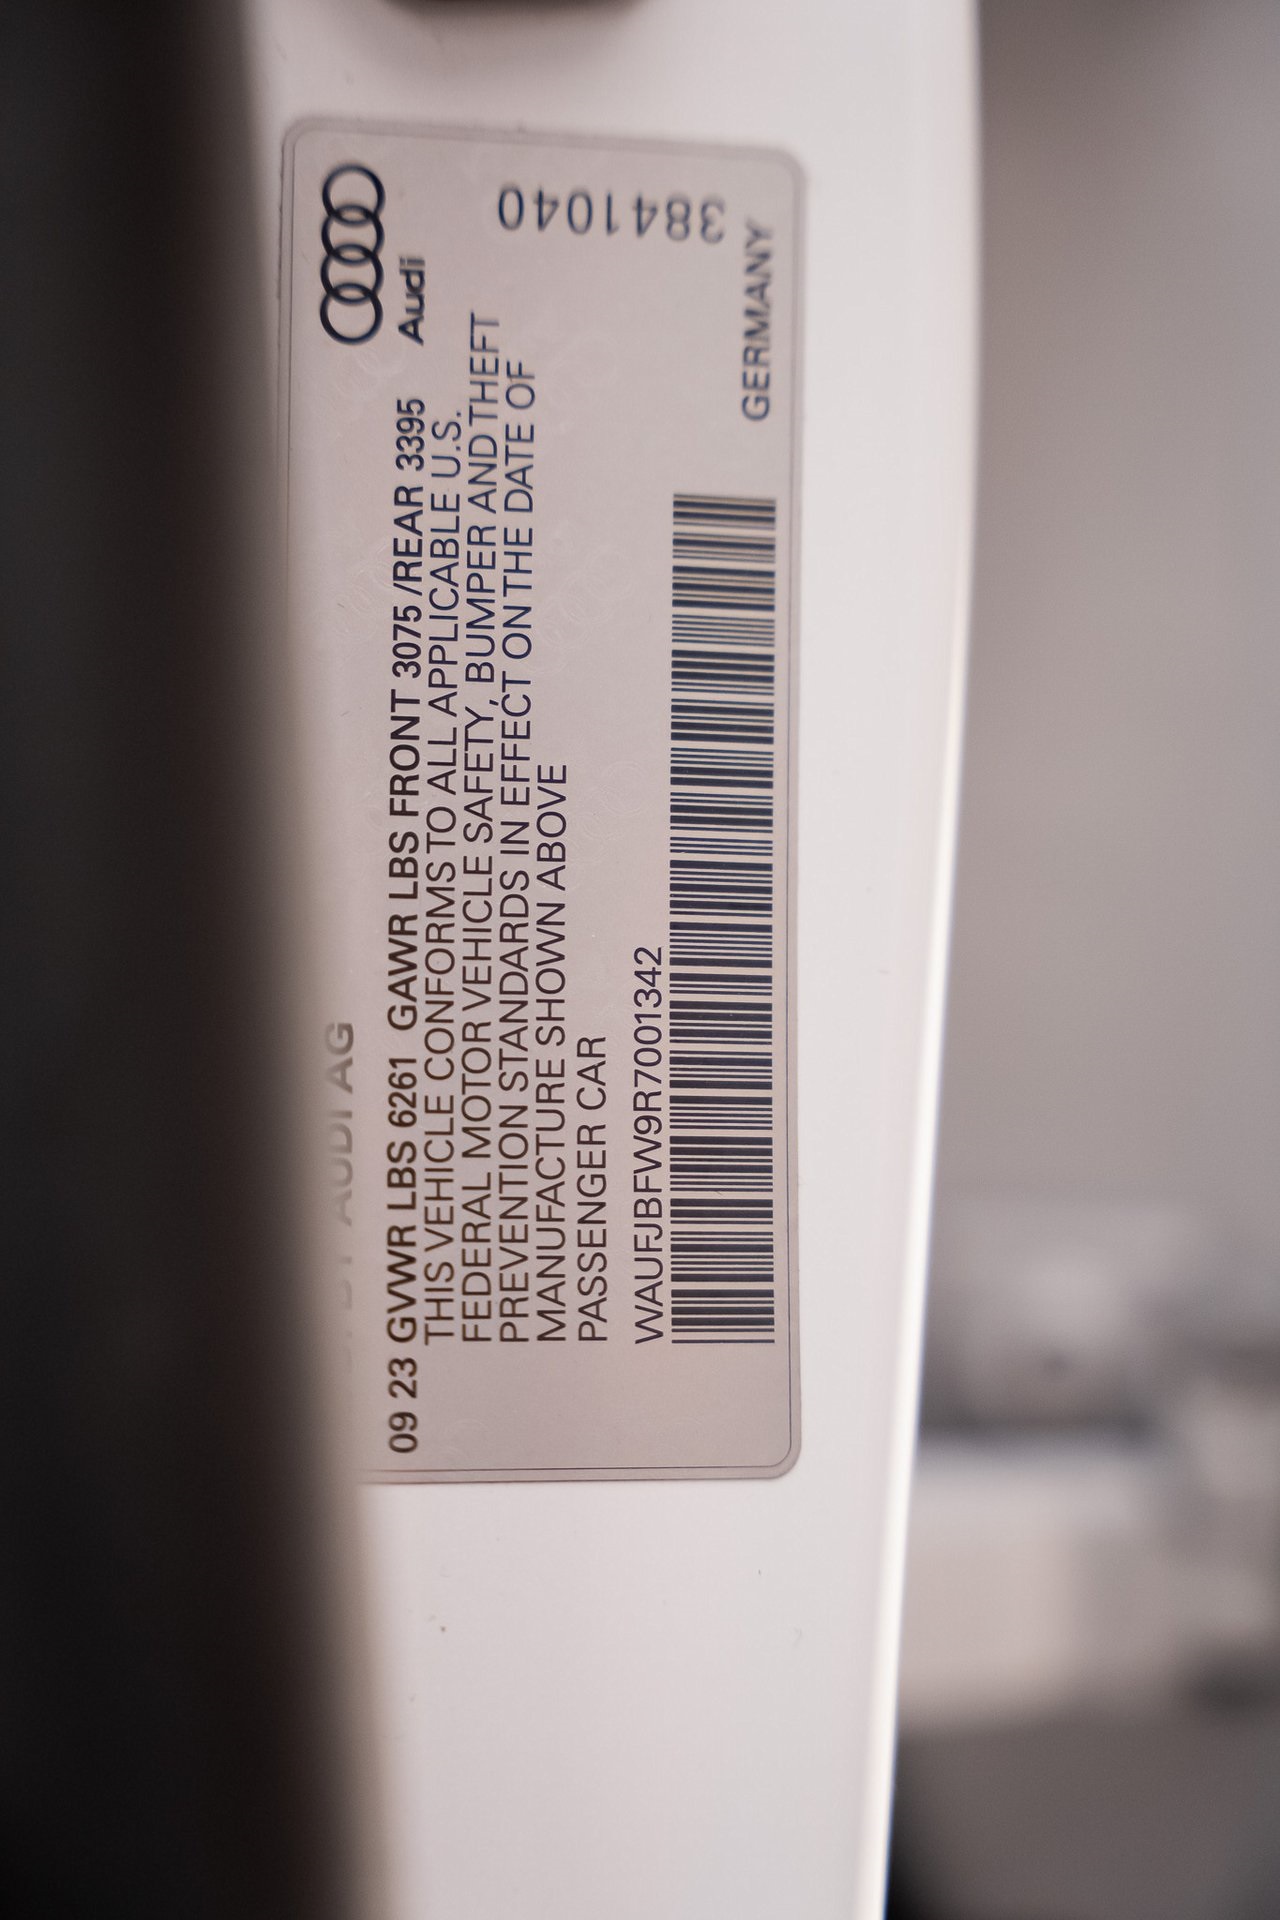 AUDI AG
09 23 GVWR LBS 6261 GAWR LBS FRONT 3075 /REAR 3395
THIS VEHICLE CONFORMS TO ALL APPLICABLE U.S.
FEDERAL MOTOR VEHICLE SAFETY, BUMPER AND THEFT
PREVENTION STANDARDS IN EFFECT ON THE DATE OF
MANUFACTURE SHOWN ABOVE
PASSENGER CAR
WAUFJBFW9R7001342
Audi
3841040
GERMANY